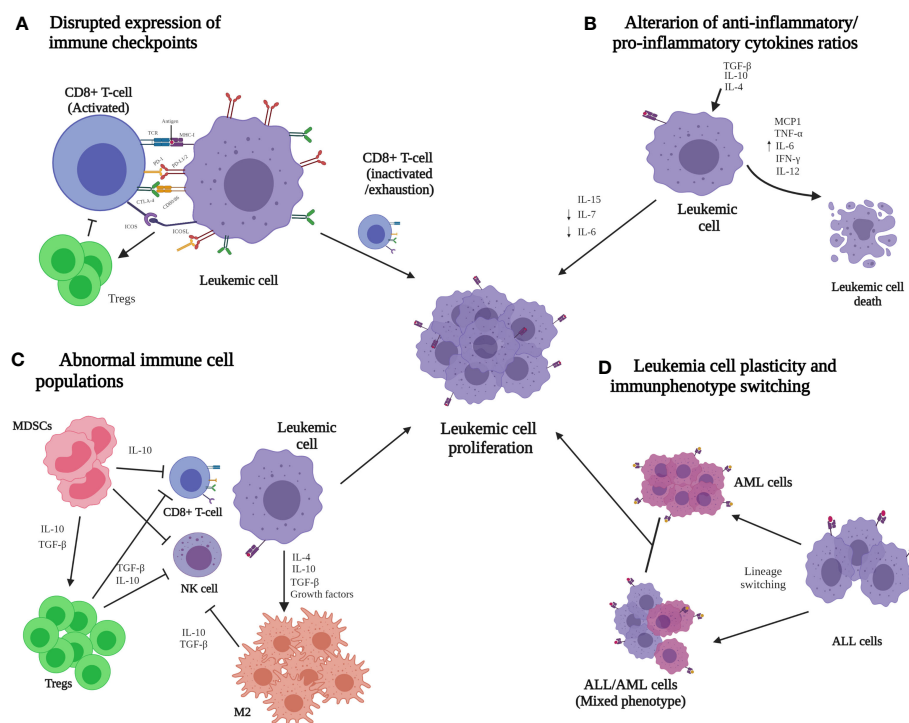 A Disrupted expression of
immune checkpoints
CD8+ T-cell
(Activated)
Antigen
TCR
MHC-I
PD-1
PD-L1/2
CTLA-4
CD80/86
ICOS
ICOSL
Tregs
Leukemic cell
CD8+ T-cell
(inactivated
/exhaustion)
B Alterarion of anti-inflammatory/
pro-inflammatory cytokines ratios
TGF-β
IL-10
IL-4
MCP1
TNF-α
↑ IL-6
IFN-γ
IL-12
Leukemic
cell
IL-15
↓ IL-7
↓ IL-6
Leukemic cell
death
Leukemic cell
proliferation
C Abnormal immune cell
populations
MDSCs
IL-10
CD8+ T-cell
IL-10
TGF-β
NK cell
TGF-β
IL-10
Tregs
Leukemic
cell
IL-4
IL-10
TGF-β
Growth factors
IL-10
TGF-β
M2
D Leukemia cell plasticity and
immunphenotype switching
AML cells
Lineage
switching
ALL cells
ALL/AML cells
(Mixed phenotype)